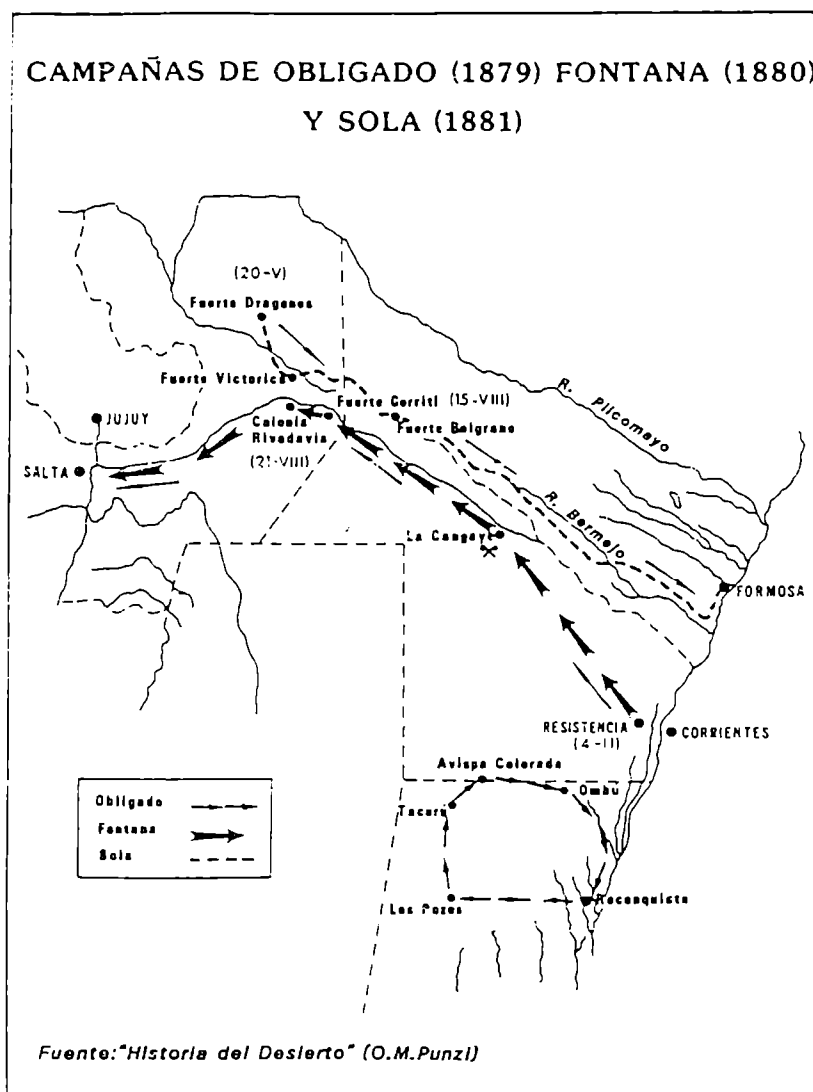 CAMPAÑAS DE OBLIGADO (1879) FONTANA (1880)
Y SOLA (1881)
(20-V)
Fuerte Dragones
Fuerte Victorica
Fuerte Gorriti (15-VIII)
Fuerte Belgrano
R. Pilcomayo
JUJUY
Colonia
Rivadavia
(21-VIII)
SALTA
La Cangayé
R. Bermejo
FORMOSA
RESISTENCIA
(4-II)
CORRIENTES
Avispa Colorada
Ombú
Tacuru
Los Pozos
Reconquista
Obligado
Fontana
Sola
Fuente: "Historia del Desierto" (O.M.Punzi)